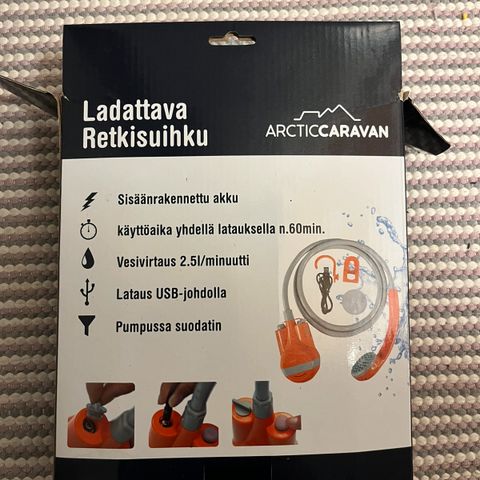 Ladattava
Retkisuihku
ARCTICCARAVAN
Sisäänrakennettu akku
käyttöaika yhdellä latauksella n.60min.
Vesivirtaus 2.5l/minuutti
Lataus USB-johdolla
Pumpussa suodatin